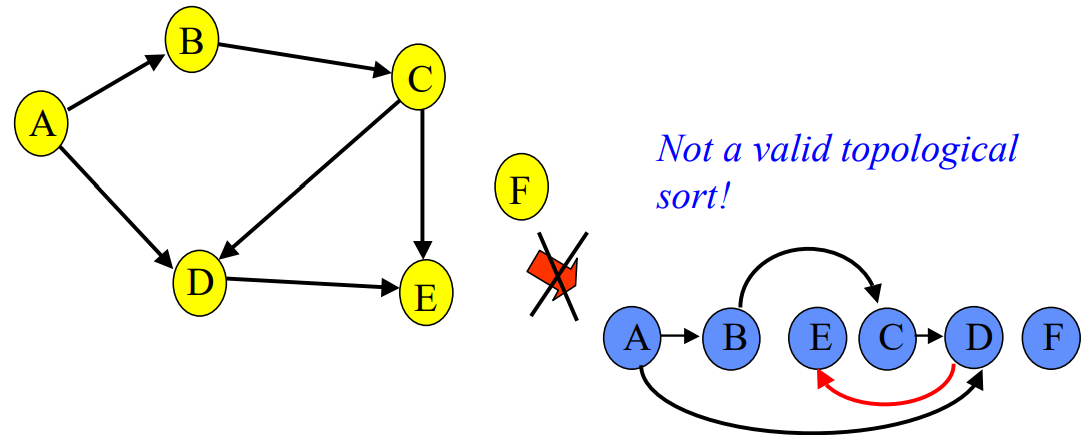 B
C
A
Not a valid topological
sort!
F
D
E
A B E C D F